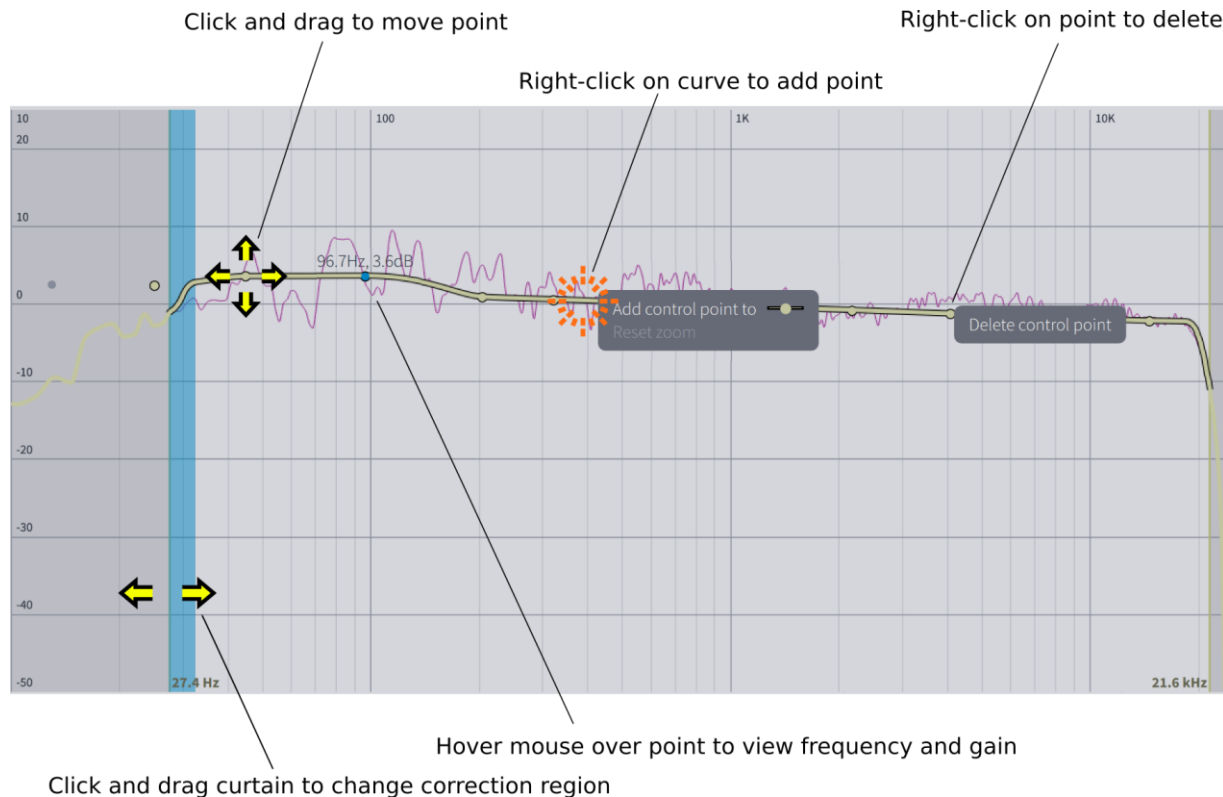 Click and drag to move point
Right-click on point to delete
Right-click on curve to add point
10
100
1K
10K
20
10
96.7Hz, 3.6dB
0
Add control point to
Reset zoom
Delete control point
-10
-20
-30
-40
-50
27.4 Hz
21.6 kHz
Hover mouse over point to view frequency and gain
Click and drag curtain to change correction region